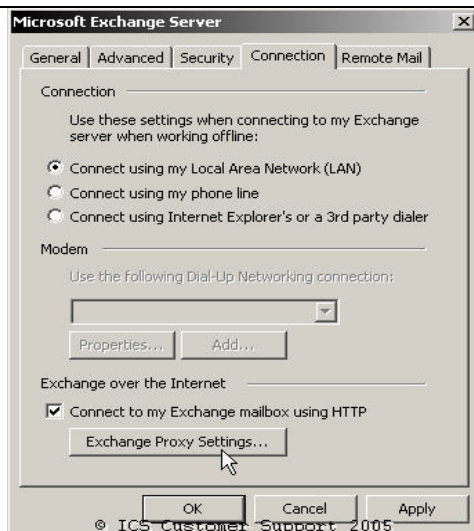 Microsoft Exchange Server
General Advanced Security Connection Remote Mail
Connection
Use these settings when connecting to my Exchange
server when working offline:
Connect using my Local Area Network (LAN)
Connect using my phone line
Connect using Internet Explorer's or a 3rd party dialer
Modem
Use the following Dial-Up Networking connection:
Properties... Add...
Exchange over the Internet
Connect to my Exchange mailbox using HTTP
Exchange Proxy Settings...
OK Cancel Apply
© ICS Customer Support 2005